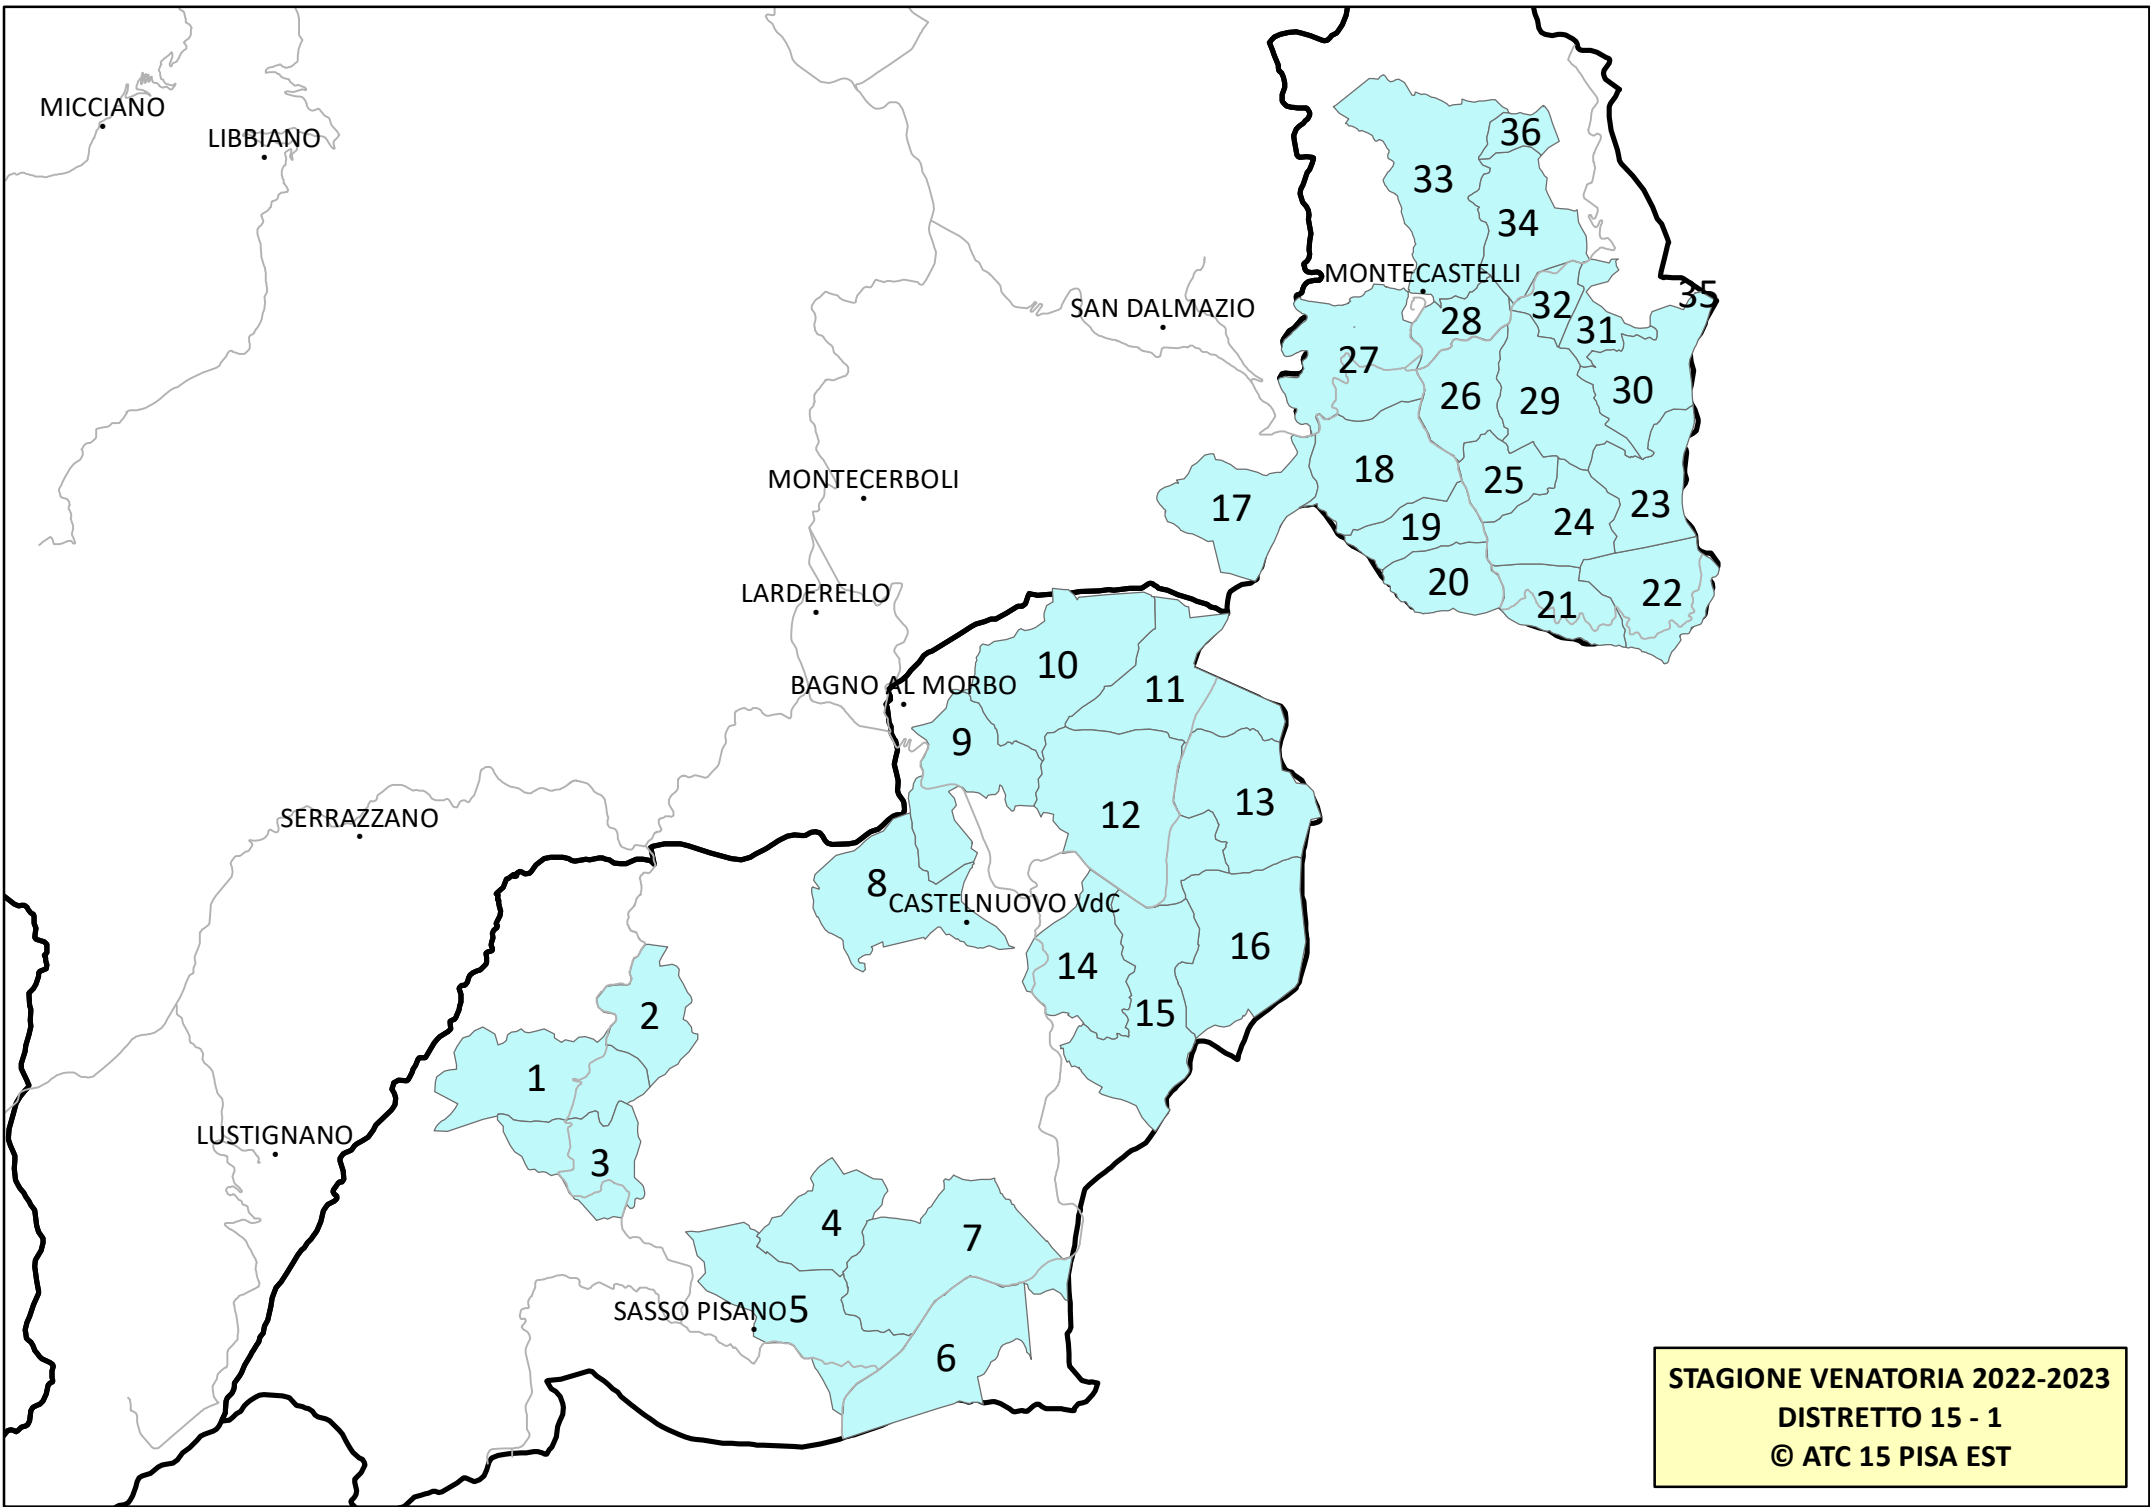 MICCIANO
LIBBIANO
36
33
34
MONTECASTELLI
35
SAN DALMAZIO
32
28
31
27
30
26
29
18
MONTECERBOLI
25
17
23
24
19
20
LARDERELLO
22
21
10
BAGNO AL MORBO
11
9
13
12
SERRAZZANO
8
CASTELNUOVO VdC
16
14
15
2
1
LUSTIGNANO
3
4
7
SASSO PISANO
5
6
STAGIONE VENATORIA 2022-2023
DISTRETTO 15 - 1
© ATC 15 PISA EST